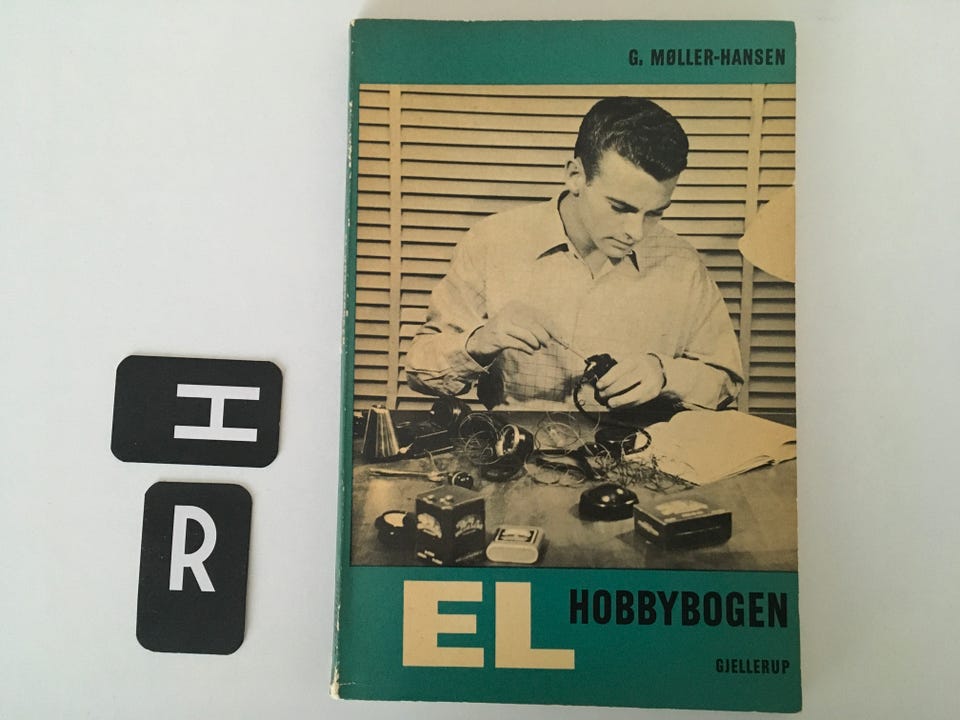 G. MØLLER-HANSEN
H
R
EL HOBBYBOGEN
GJELLERUP